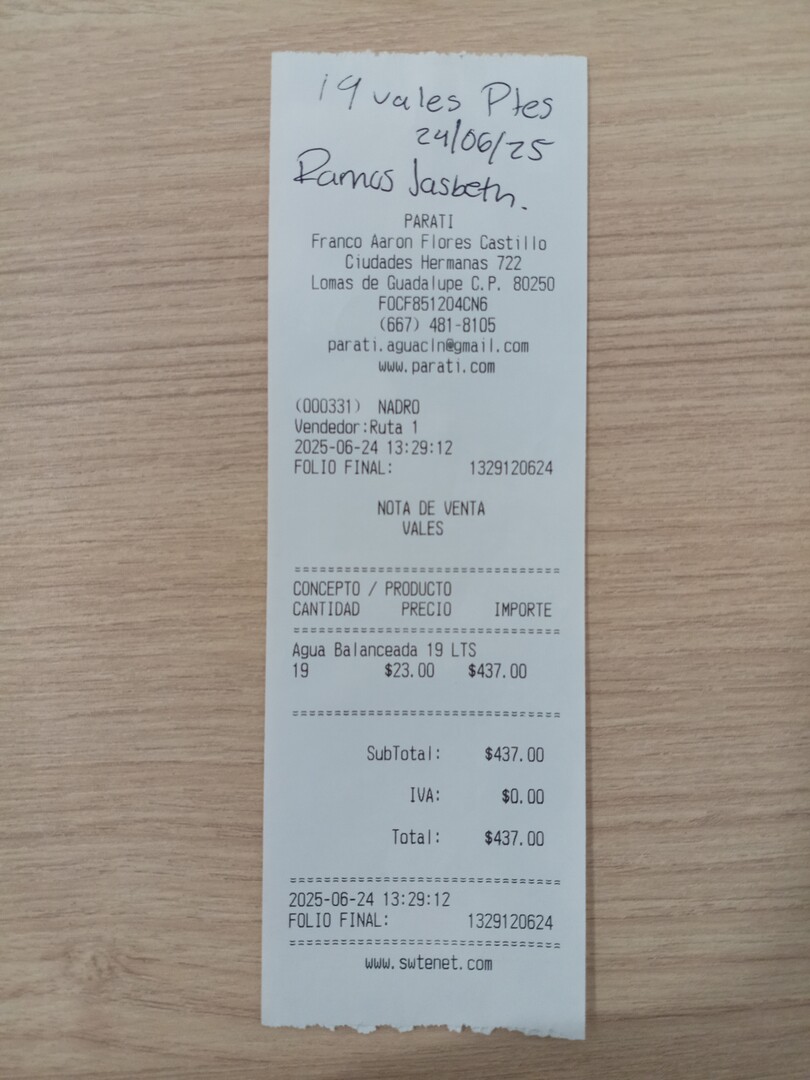 19 vales Ptes
24/06/25
Ramos Jasbeth.
PARATI
Franco Aaron Flores Castillo
Ciudades Hermanas 722
Lomas de Guadalupe C.P. 80250
FOCF851204CN6
(667) 481-8105
parati.aguacln@gmail.com
www.parati.com
(000331) NADRO
Vendedor:Ruta 1
2025-06-24 13:29:12
FOLIO FINAL: 1329120624
NOTA DE VENTA
VALES
================================
CONCEPTO / PRODUCTO
CANTIDAD PRECIO IMPORTE
================================
Agua Balanceada 19 LTS
19 $23.00 $437.00
================================
SubTotal: $437.00
IVA: $0.00
Total: $437.00
================================
2025-06-24 13:29:12
FOLIO FINAL: 1329120624
================================
www.swtenet.com